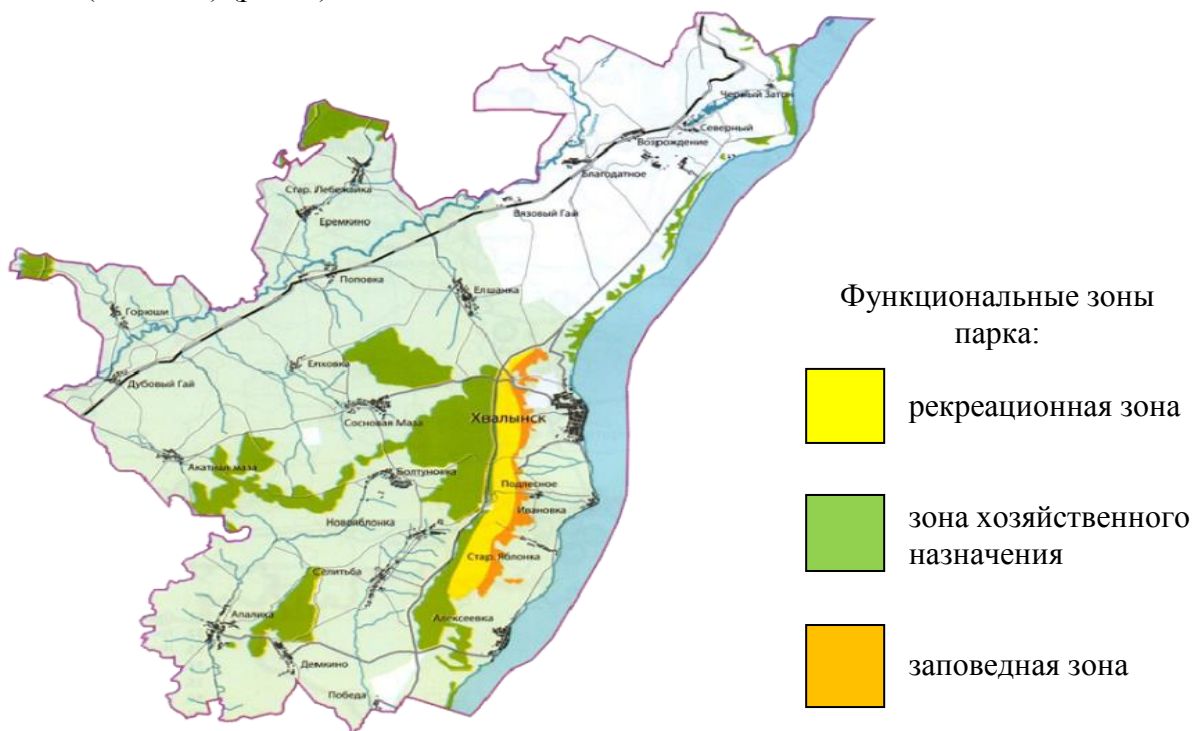 Черный Затон
Северный
Возрождение
Благодатное
Стар. Лебежайка
Вязовый Гай
Еремкино
Поповка
Елшанка
Горюши
Функциональные зоны
парка:
Елховка
Дубовый Гай
рекреационная зона
Сосновая Маза
Хвалынск
Акатная маза
Болтуновка
Подлесное
Ивановка
Новояблонка
зона хозяйственного
назначения
Стар. Яблонка
Селитьба
Апалиха
Алексеевка
Демкино
заповедная зона
Победа